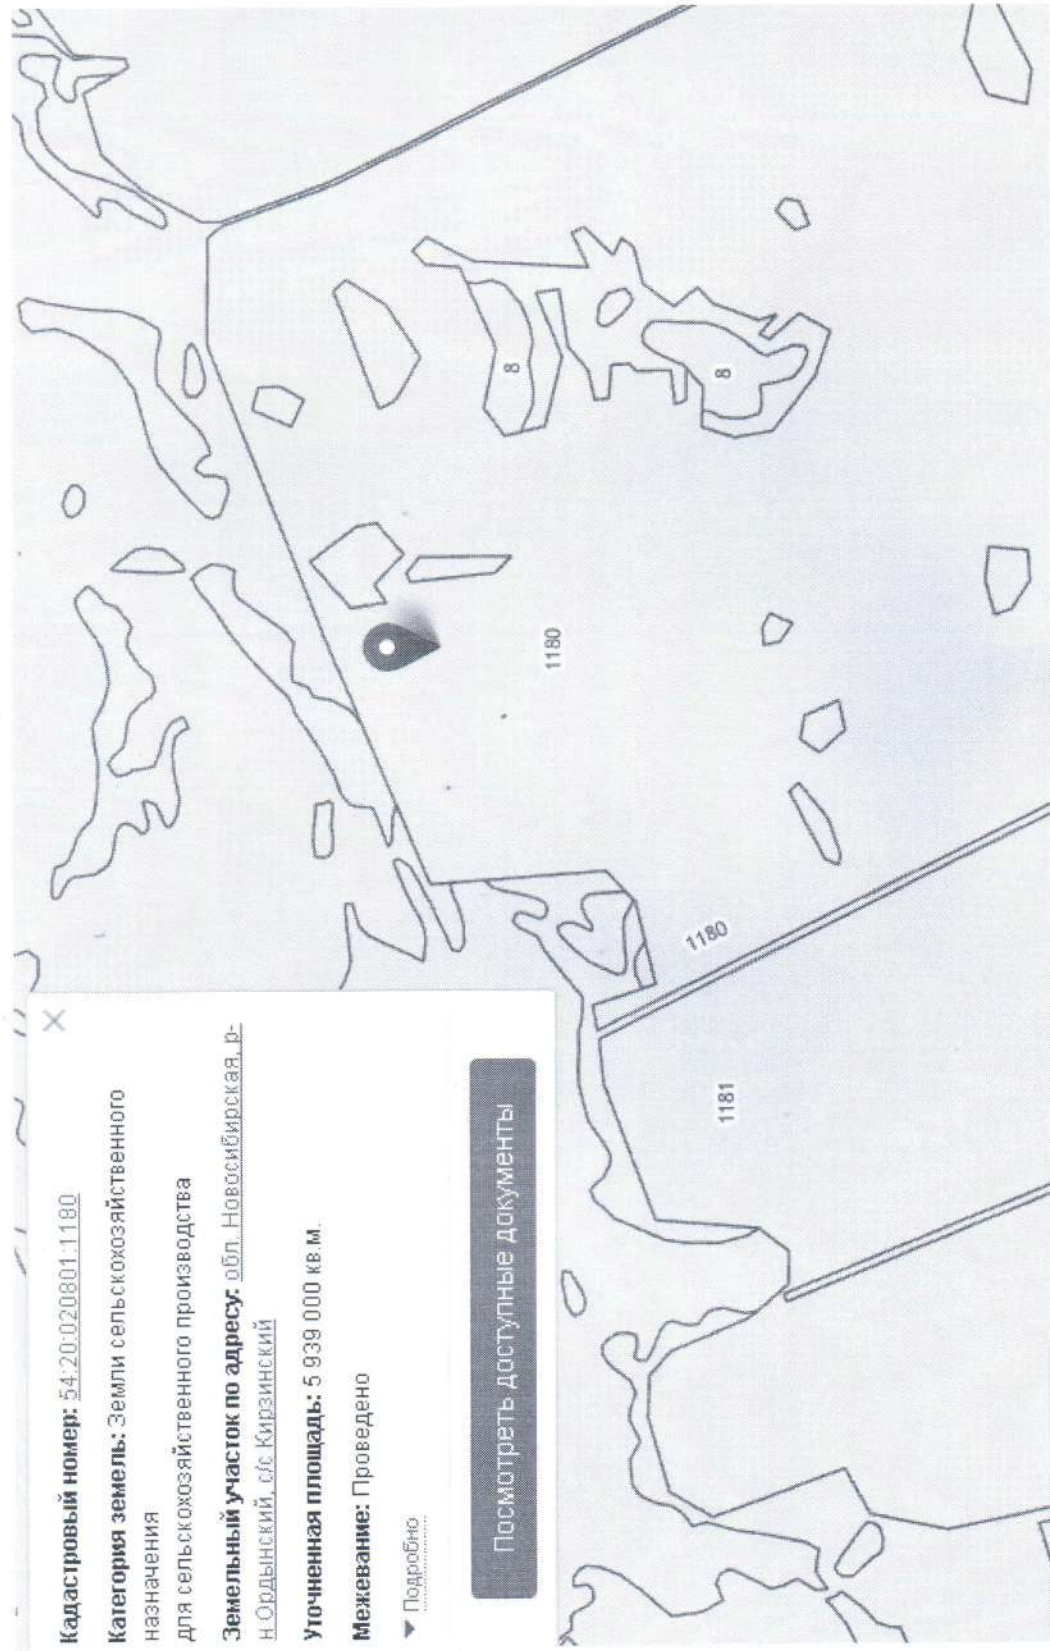 Кадастровый номер: 54:20:020801:1180
Категория земель: Земли сельскохозяйственного
назначения
для сельскохозяйственного производства
Земельный участок по адресу: обл. Новосибирская, р-
н Ордынский, с/с Кирзинский
Уточненная площадь: 5 939 000 кв.м.
Межевание: Проведено
▼ Подробно
Посмотреть доступные документы
1181
1180
1180
8
8